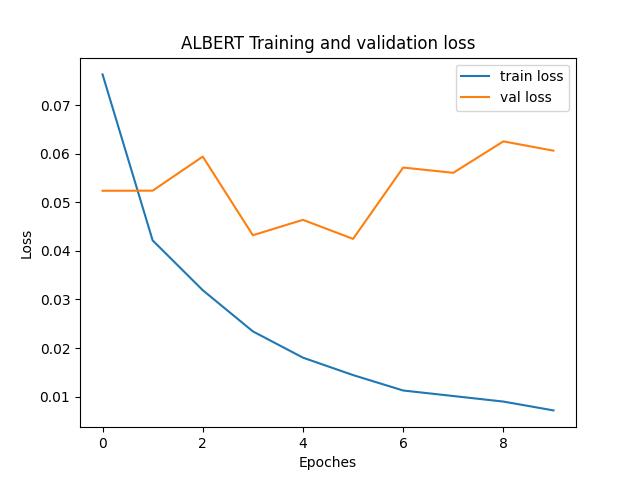 ALBERT Training and validation loss
train loss
val loss
0.07
0.06
0.05
0.04
0.03
0.02
0.01
Loss
0 2 4 6 8
Epoches